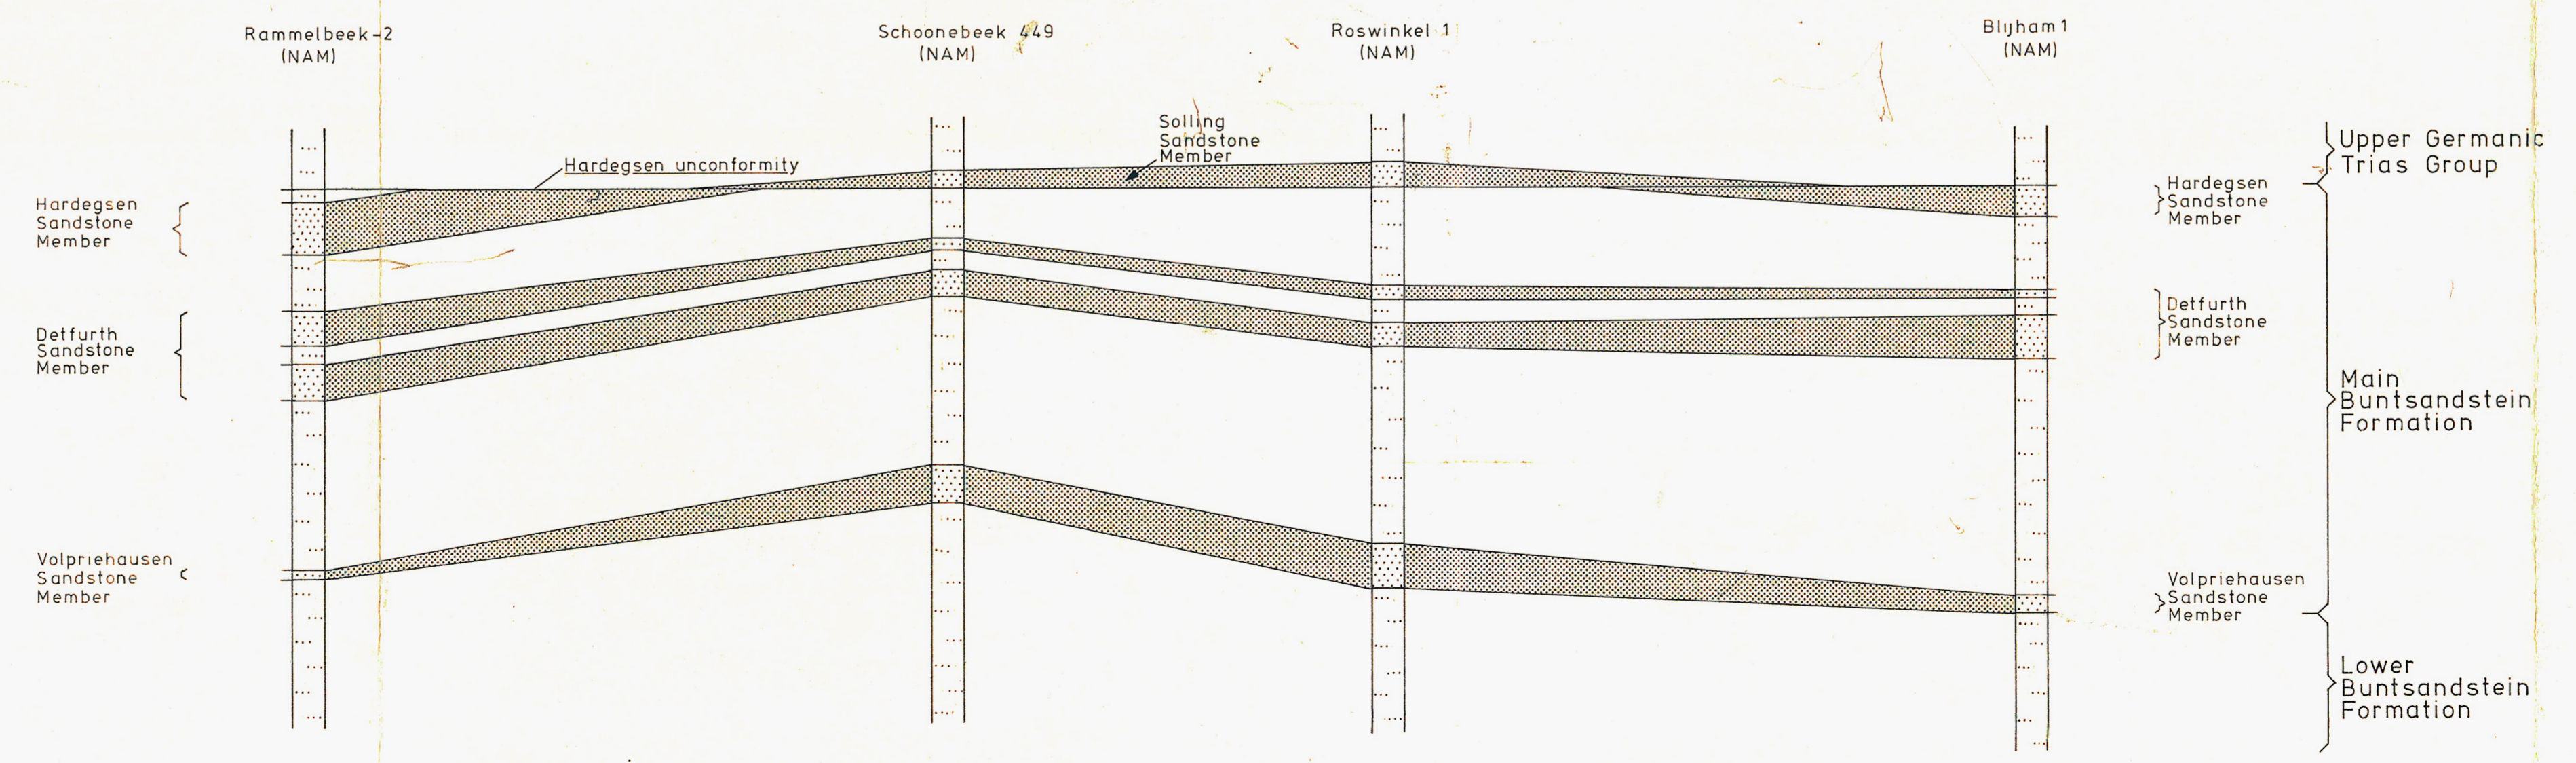 Rammelbeek-2
(NAM)
Schoonebeek 449
(NAM)
Roswinkel 1
(NAM)
Blijham 1
(NAM)
Solling
Sandstone
Member
Hardegsen unconformity
Upper Germanic
Trias Group
Hardegsen
Sandstone
Member
Hardegsen
Sandstone
Member
Detfurth
Sandstone
Member
Detfurth
Sandstone
Member
Main
Buntsandstein
Formation
Volpriehausen
Sandstone
Member
Volpriehausen
Sandstone
Member
Lower
Buntsandstein
Formation